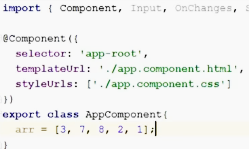 import { Component, Input, OnChanges,
@Component({
selector: 'app-root',
templateUrl: './app.component.html',
styleUrls: ['./app.component.css']
})
export class AppComponent{
arr = [3, 7, 8, 2, 1];
}